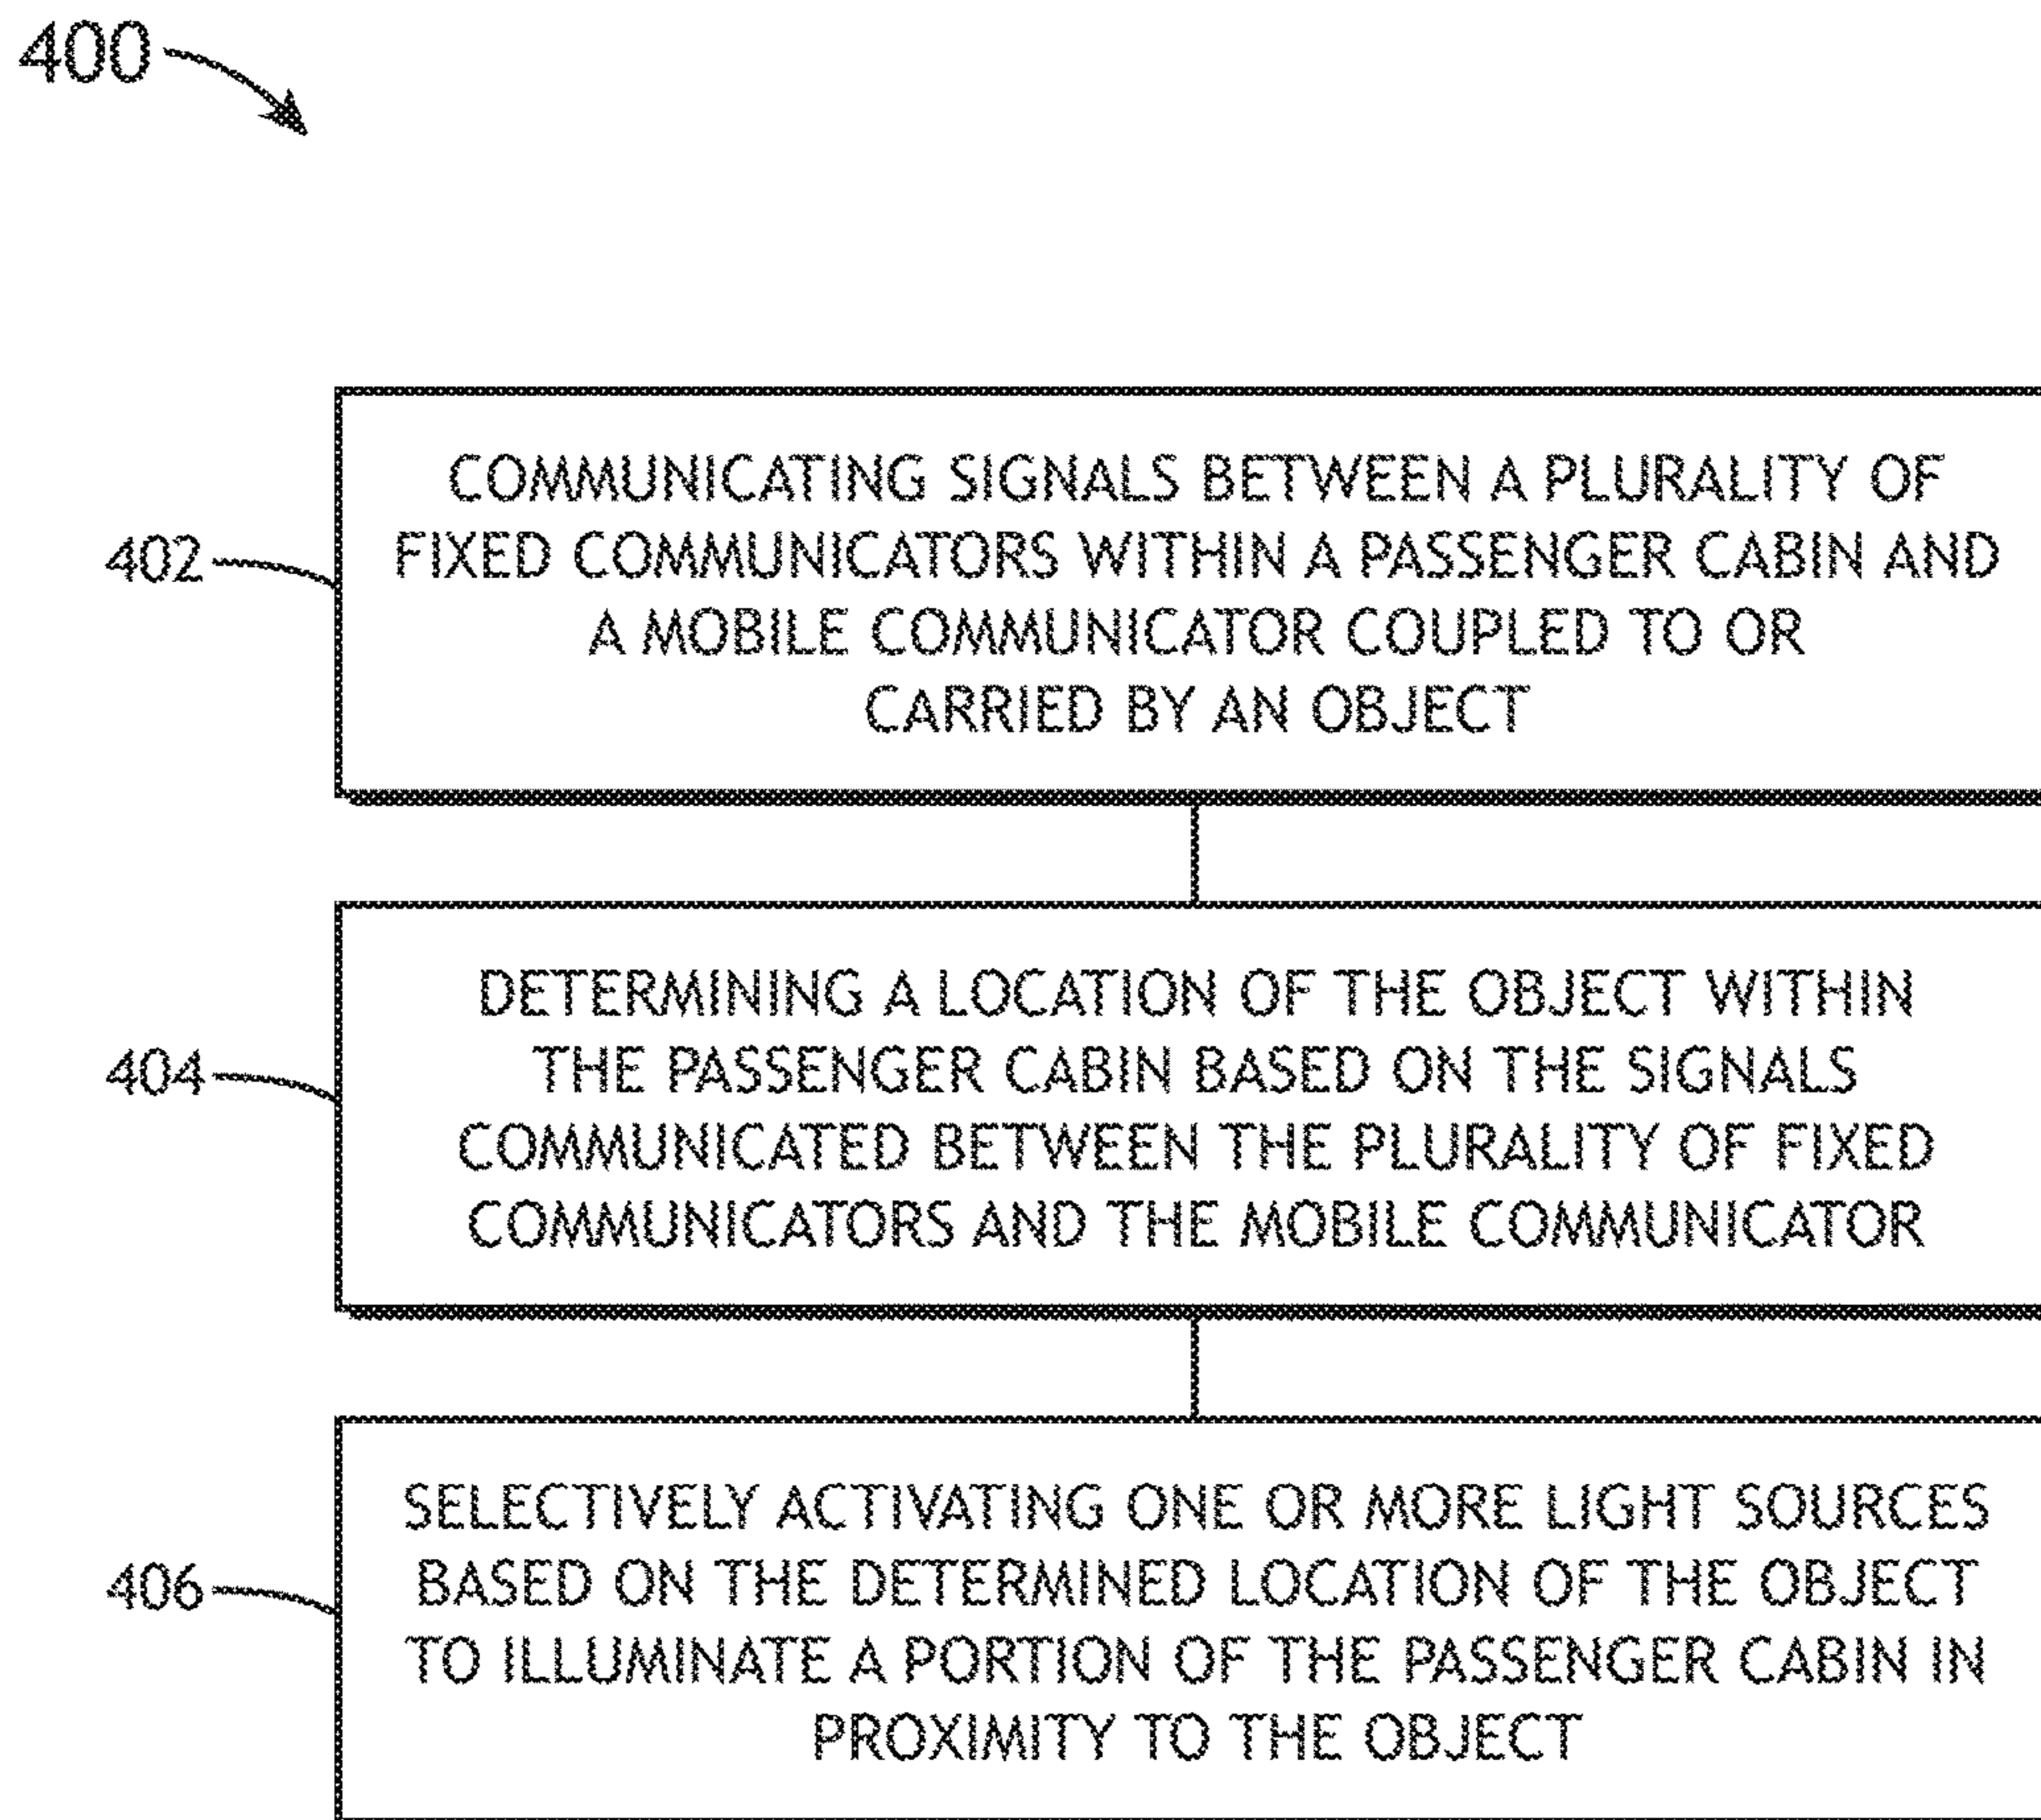 400
COMMUNICATING SIGNALS BETWEEN A PLURALITY OF
402 FIXED COMMUNICATORS WITHIN A PASSENGER CABIN AND
A MOBILE COMMUNICATOR COUPLED TO OR
CARRIED BY AN OBJECT
DETERMINING A LOCATION OF THE OBJECT WITHIN
404 THE PASSENGER CABIN BASED ON THE SIGNALS
COMMUNICATED BETWEEN THE PLURALITY OF FIXED
COMMUNICATORS AND THE MOBILE COMMUNICATOR
SELECTIVELY ACTIVATING ONE OR MORE LIGHT SOURCES
406 BASED ON THE DETERMINED LOCATION OF THE OBJECT
TO ILLUMINATE A PORTION OF THE PASSENGER CABIN IN
PROXIMITY TO THE OBJECT